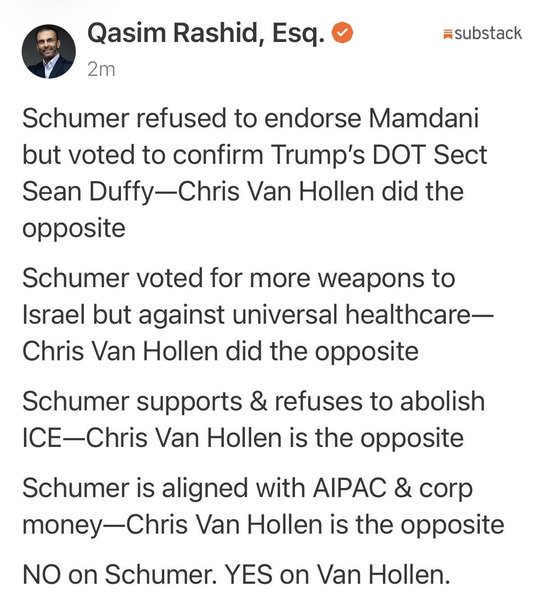 Qasim Rashid, Esq.
substack
2m
Schumer refused to endorse Mamdani
but voted to confirm Trump’s DOT Sect
Sean Duffy—Chris Van Hollen did the
opposite
Schumer voted for more weapons to
Israel but against universal healthcare—
Chris Van Hollen did the opposite
Schumer supports & refuses to abolish
ICE—Chris Van Hollen is the opposite
Schumer is aligned with AIPAC & corp
money—Chris Van Hollen is the opposite
NO on Schumer. YES on Van Hollen.